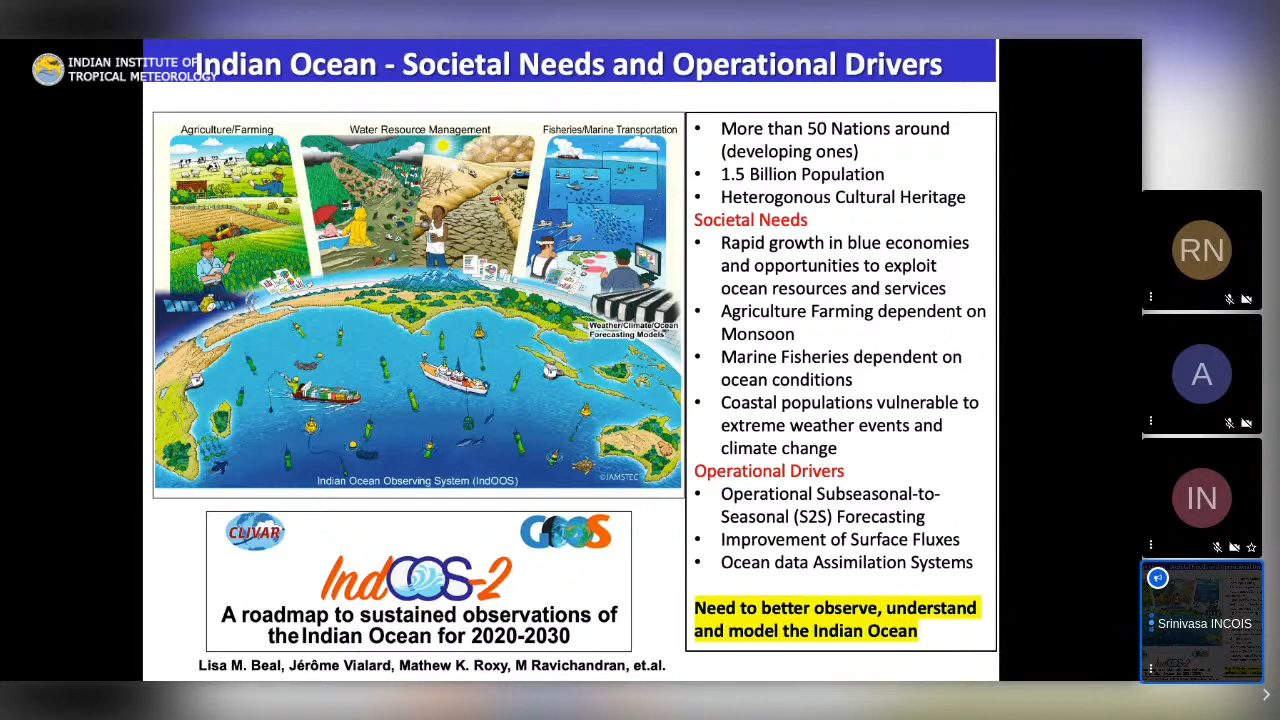 INDIAN INSTITUTE OF
TROPICAL METEOROLOGY
Indian Ocean - Societal Needs and Operational Drivers
Agriculture/Farming
Water Resource Management
Fisheries/Marine Transportation
Weather/Climate/Ocean
Forecasting Models
Indian Ocean Observing System (IndOOS)
©JAMSTEC
CLIVAR
GOOS
IndOOS-2
A roadmap to sustained observations of
the Indian Ocean for 2020-2030
Lisa M. Beal, Jérôme Vialard, Mathew K. Roxy, M Ravichandran, et.al.
• More than 50 Nations around
(developing ones)
• 1.5 Billion Population
• Heterogonous Cultural Heritage
Societal Needs
• Rapid growth in blue economies
and opportunities to exploit
ocean resources and services
• Agriculture Farming dependent on
Monsoon
• Marine Fisheries dependent on
ocean conditions
• Coastal populations vulnerable to
extreme weather events and
climate change
Operational Drivers
• Operational Subseasonal-to-
Seasonal (S2S) Forecasting
• Improvement of Surface Fluxes
• Ocean data Assimilation Systems
Need to better observe, understand
and model the Indian Ocean
RN
A
IN
Srinivasa INCOIS